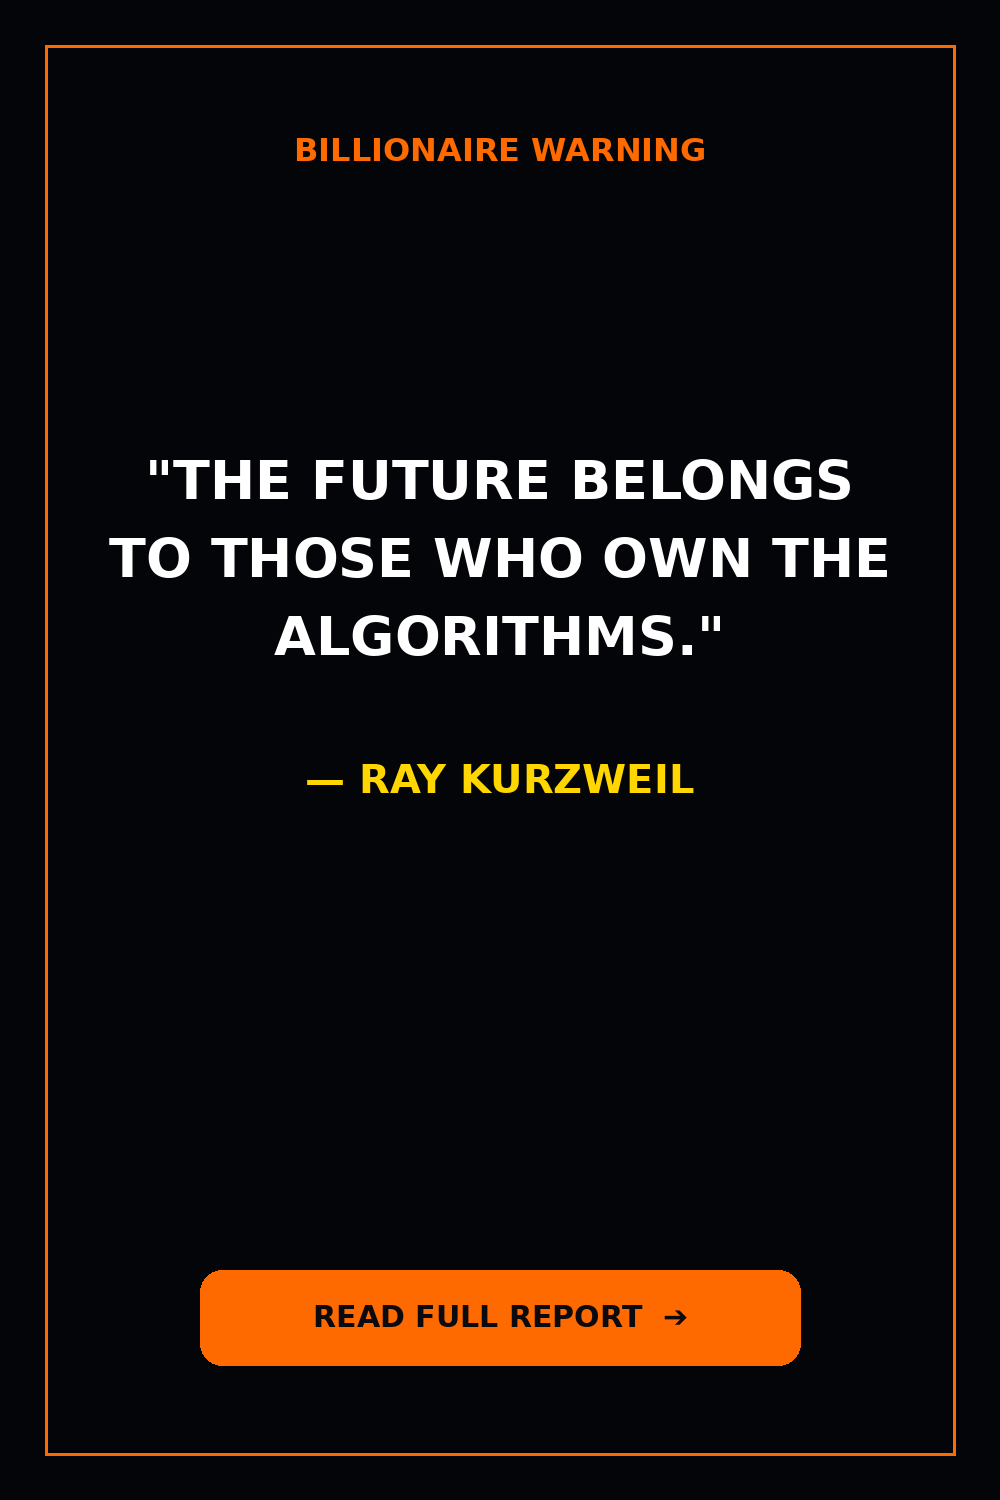 BILLIONAIRE WARNING
"THE FUTURE BELONGS
TO THOSE WHO OWN THE
ALGORITHMS."
— RAY KURZWEIL
READ FULL REPORT ➔